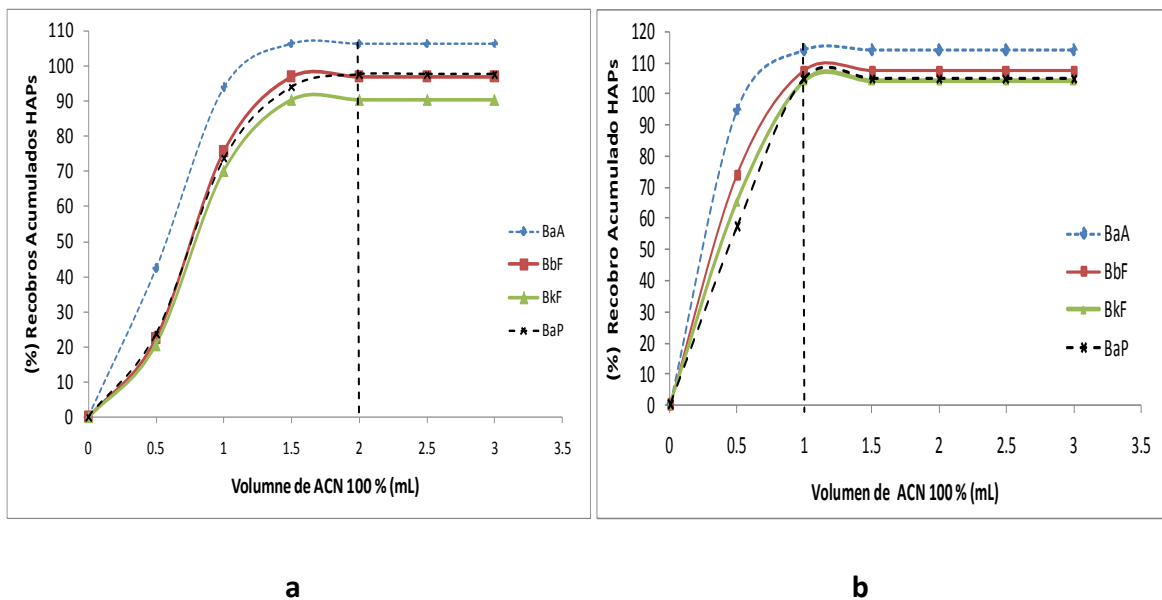 110
100
90
80
70
60
50
40
30
20
10
0
(%) Recobros Acumulados HAPs
0 0.5 1 1.5 2 2.5 3 3.5
Volumne de ACN 100 % (mL)
BaA
BbF
BkF
BaP
a
120
110
100
90
80
70
60
50
40
30
20
10
0
(%) Recobro Acumulado HAPs
0 0.5 1 1.5 2 2.5 3 3.5
Volumen de ACN 100 % (mL)
BaA
BbF
BkF
BaP
b